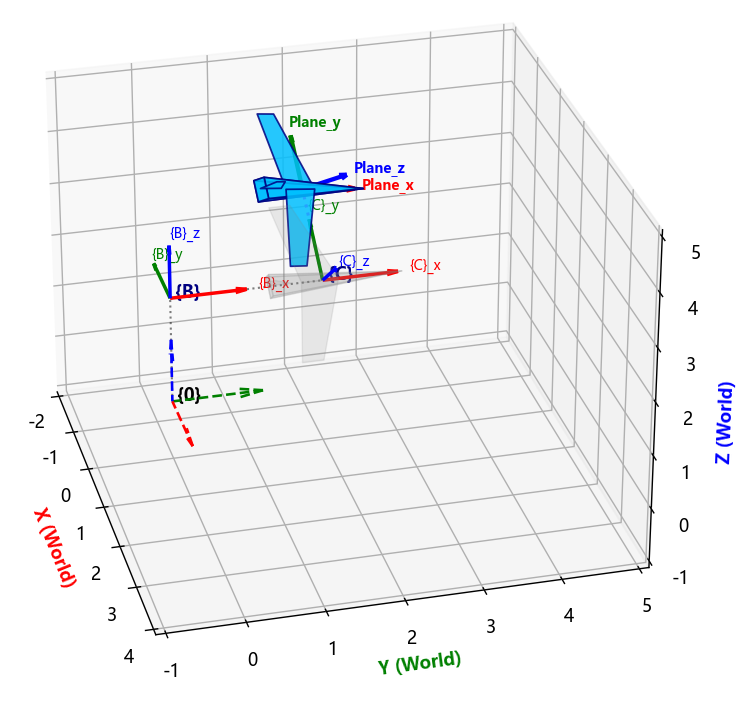 Plane_y
Plane_z
Plane_x
{C}_y
{B}_z
{B}_y
{C}_z
{C}
{C}_x
{B}
{B}_x
{0}
-2
-1
0
1
2
3
4
X (World)
-1
0
1
2
3
4
5
Y (World)
5
4
3
2
1
0
-1
Z (World)